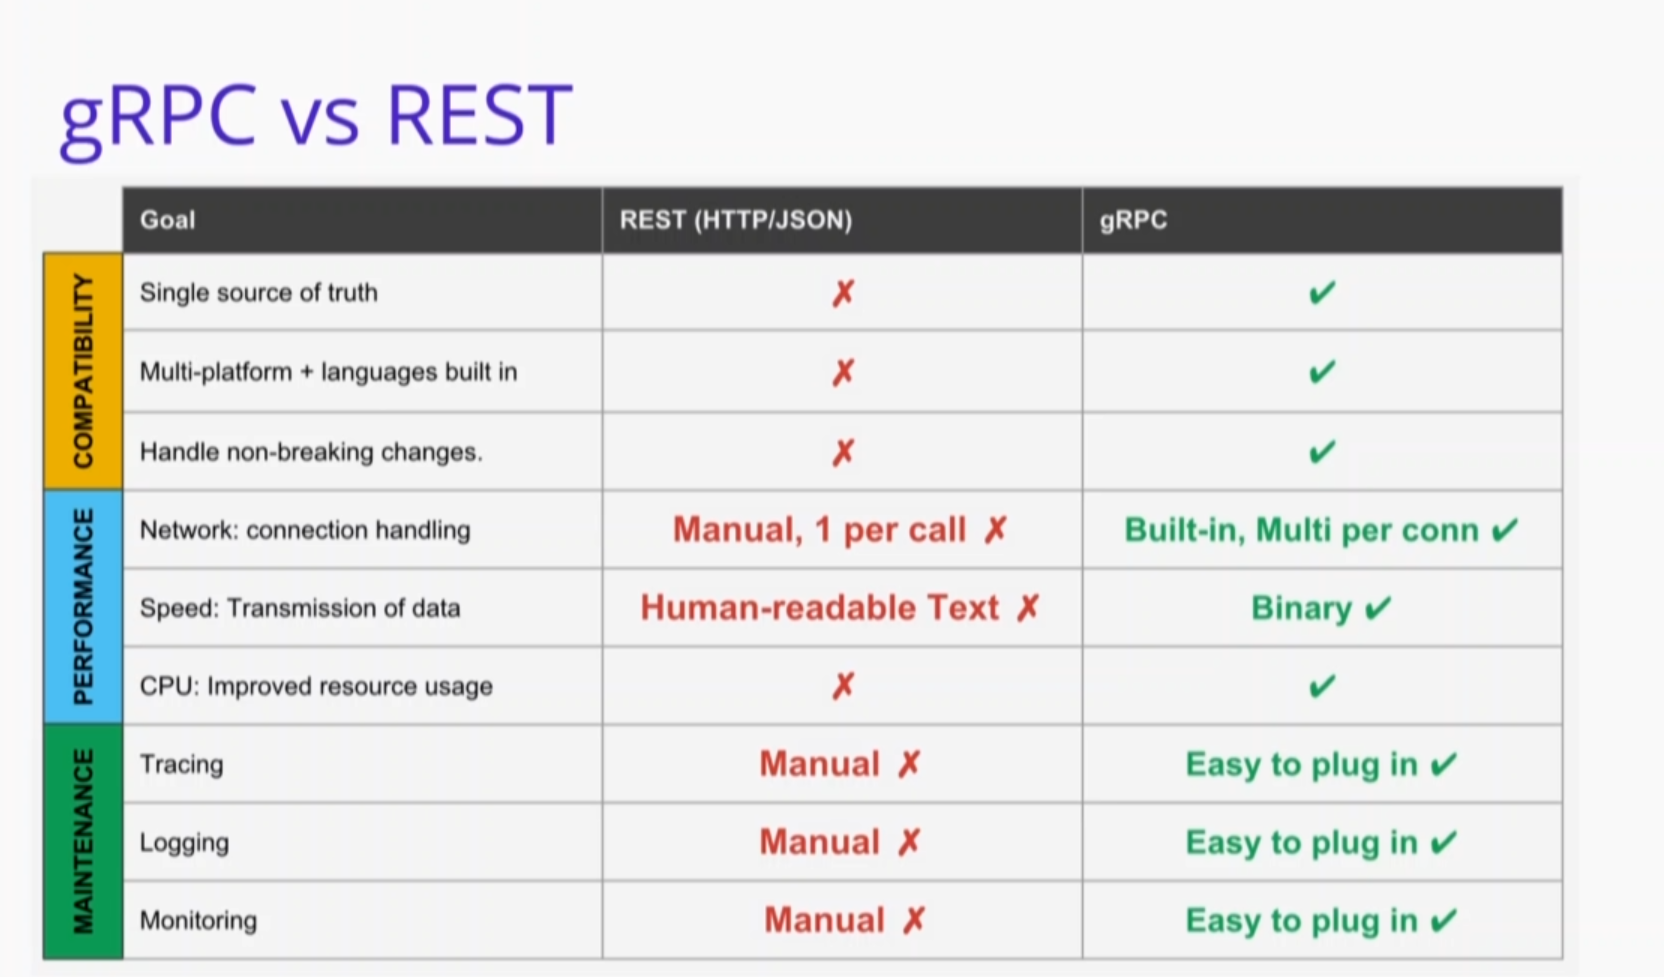 gRPC vs REST
Goal REST (HTTP/JSON) gRPC
COMPATIBILITY
Single source of truth ✗ ✔
Multi-platform + languages built in ✗ ✔
Handle non-breaking changes. ✗ ✔
PERFORMANCE
Network: connection handling Manual, 1 per call ✗ Built-in, Multi per conn ✔
Speed: Transmission of data Human-readable Text ✗ Binary ✔
CPU: Improved resource usage ✗ ✔
MAINTENANCE
Tracing Manual ✗ Easy to plug in ✔
Logging Manual ✗ Easy to plug in ✔
Monitoring Manual ✗ Easy to plug in ✔